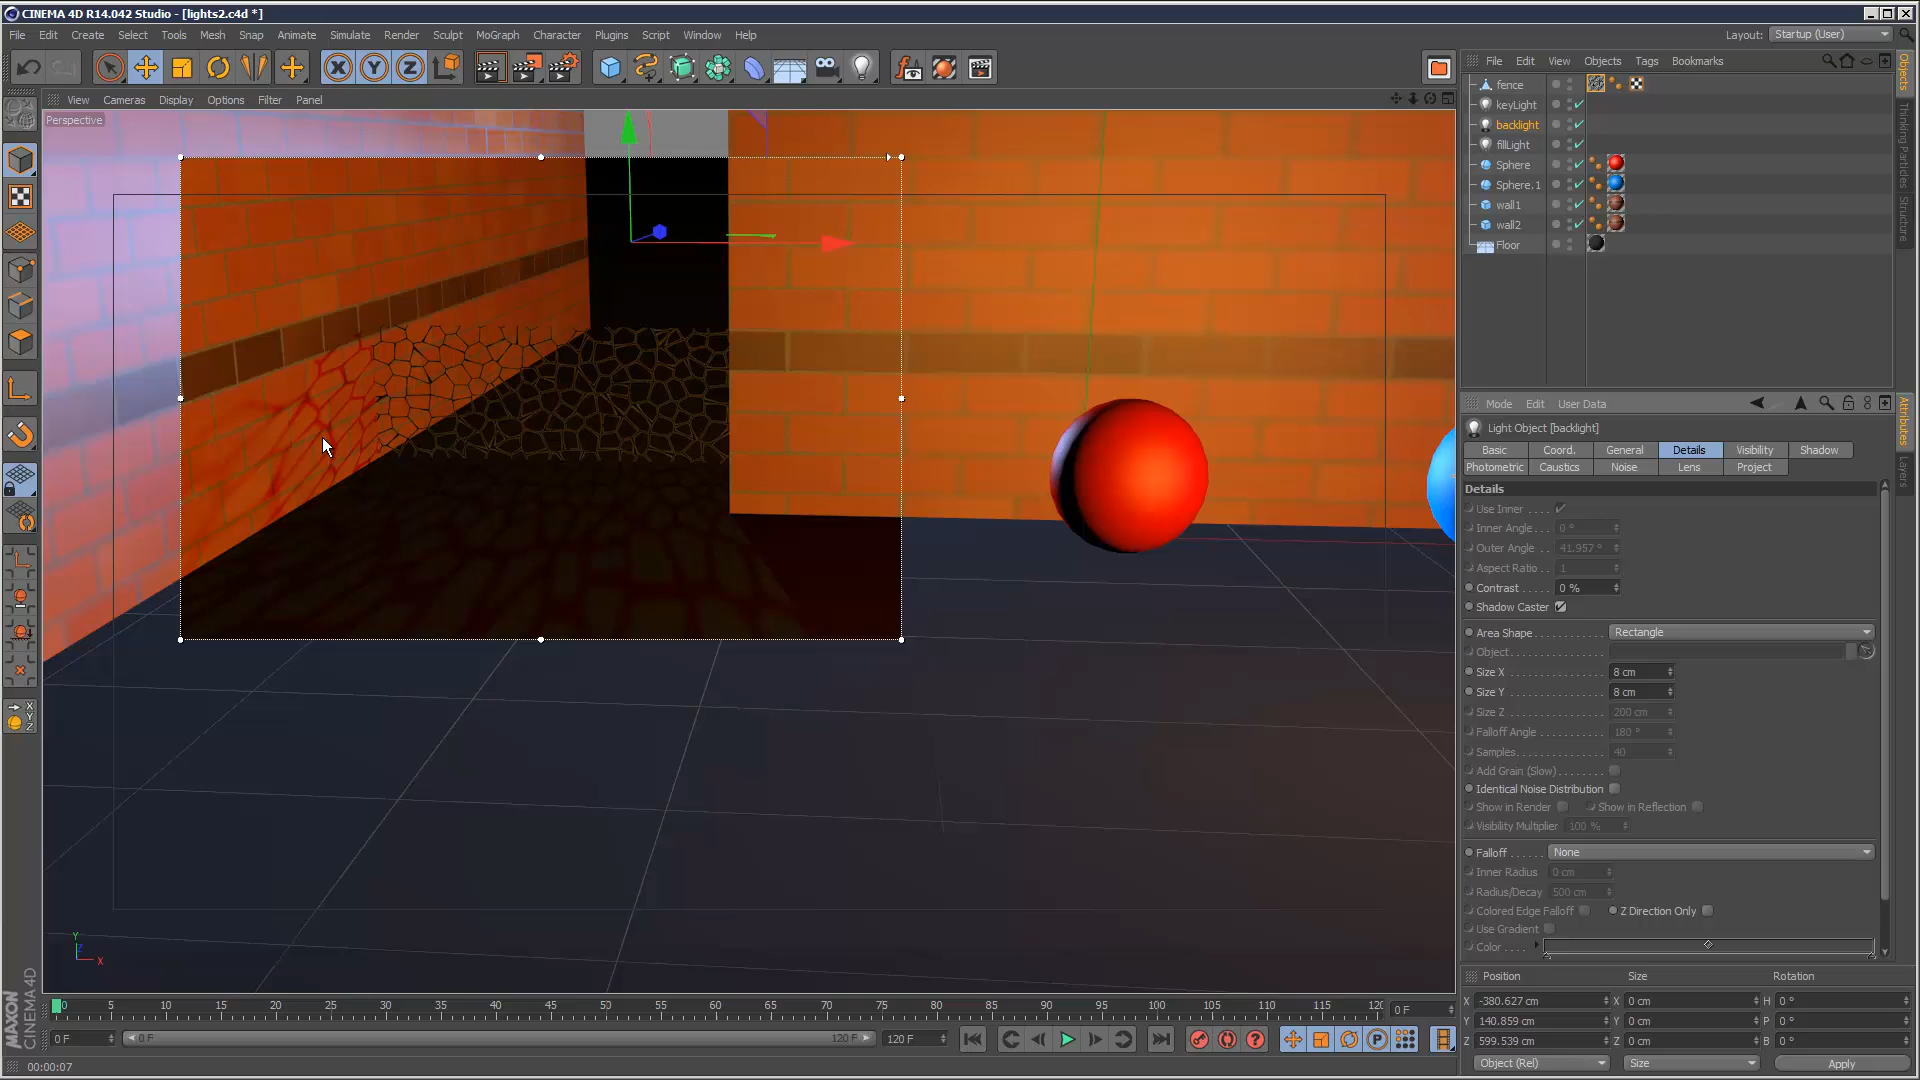 CINEMA 4D R14.042 Studio - [lights2.c4d *]
File Edit Create Select Tools Mesh Snap Animate Simulate Render Sculpt MoGraph Character Plugins Script Window Help
Layout: Startup (User)
View Cameras Display Options Filter Panel
Perspective
File Edit View Objects Tags Bookmarks
fence
keyLight
backlight
fillLight
Sphere
Sphere.1
wall1
wall2
Floor
Objects
Thinking Particles
Structure
Mode Edit User Data
Light Object [backlight]
Basic Coord. General Details Visibility Shadow
Photometric Caustics Noise Lens Project
Attributes
Layers
Details
Use Inner . . . .
Inner Angle . . . 0 °
Outer Angle . . 41.957 °
Aspect Ratio . . 1
Contrast . . . . . 0 %
Shadow Caster
Area Shape . . . . . . . . . . . Rectangle
Object. . . . . . . . . . . . . . .
Size X . . . . . . . . . . . . . . 8 cm
Size Y . . . . . . . . . . . . . . 8 cm
Size Z . . . . . . . . . . . . . . 200 cm
Falloff Angle . . . . . . . . . . 180 °
Samples. . . . . . . . . . . . . 40
Add Grain (Slow) . . . . . . . .
Identical Noise Distribution
Show in Render Show in Reflection
Visibility Multiplier 100 %
Falloff . . . . . . None
Inner Radius 0 cm
Radius/Decay 500 cm
Colored Edge Falloff Z Direction Only
Use Gradient
Color . . . .
Y
Z
X
0 5 10 15 20 25 30 35 40 45 50 55 60 65 70 75 80 85 90 95 100 105 110 115 120 0 F
0 F 0 F 120 F 120 F
Position Size Rotation
X -380.627 cm X 0 cm H 0 °
Y 140.859 cm Y 0 cm P 0 °
Z 599.539 cm Z 0 cm B 0 °
Object (Rel) Size Apply
MAXON
CINEMA 4D
00:00:07